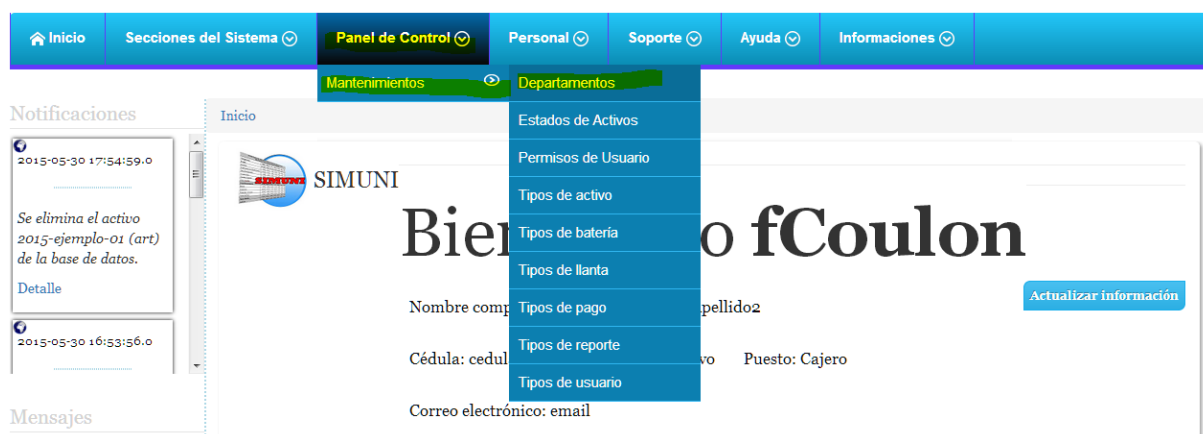 Inicio Secciones del Sistema Panel de Control Personal Soporte Ayuda Informaciones
Mantenimientos
Departamentos
Estados de Activos
Permisos de Usuario
Tipos de activo
Tipos de batería
Tipos de llanta
Tipos de pago
Tipos de reporte
Tipos de usuario
Notificaciones
2015-05-30 17:54:59.0
Se elimina el activo
2015-ejemplo-01 (art)
de la base de datos.
Detalle
2015-05-30 16:53:56.0
Mensajes
Inicio
SIMUNI
SIMUNI
Bie o fCoulon
Actualizar información
Nombre comp pellido2
Cédula: cedul vo Puesto: Cajero
Correo electrónico: email